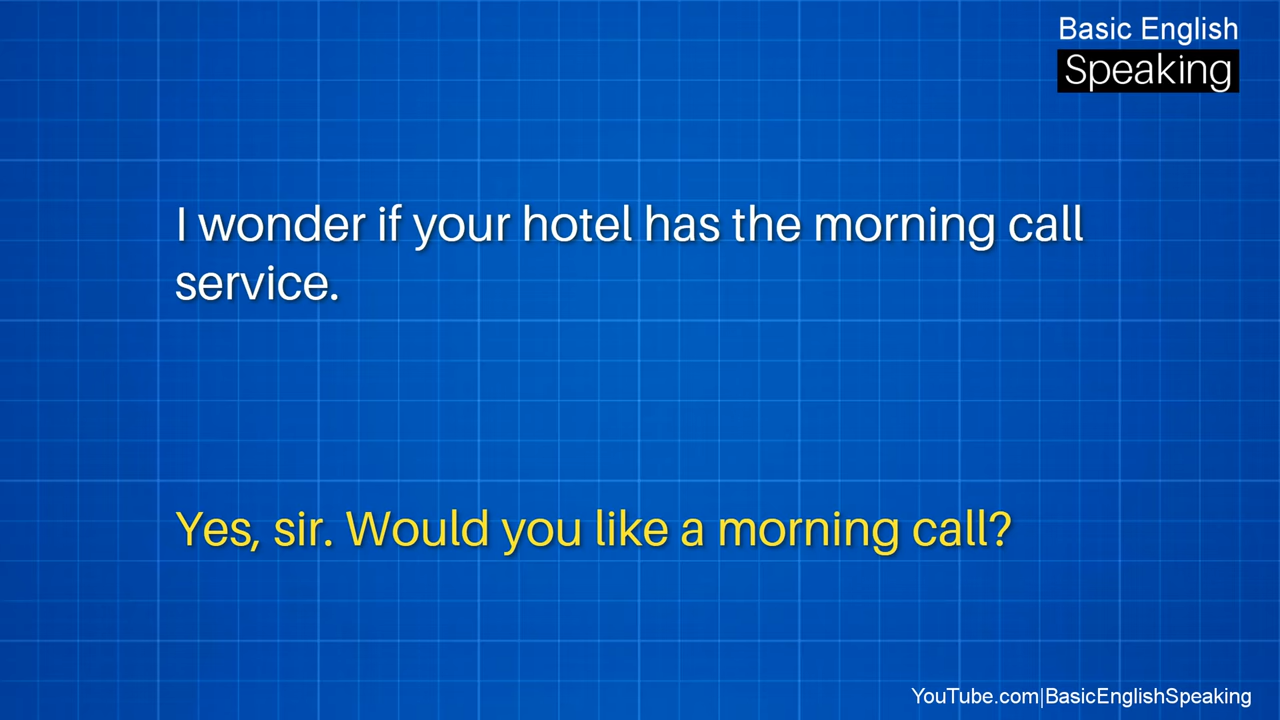 Basic English
Speaking
I wonder if your hotel has the morning call
service.
Yes, sir. Would you like a morning call?
YouTube.com|BasicEnglishSpeaking